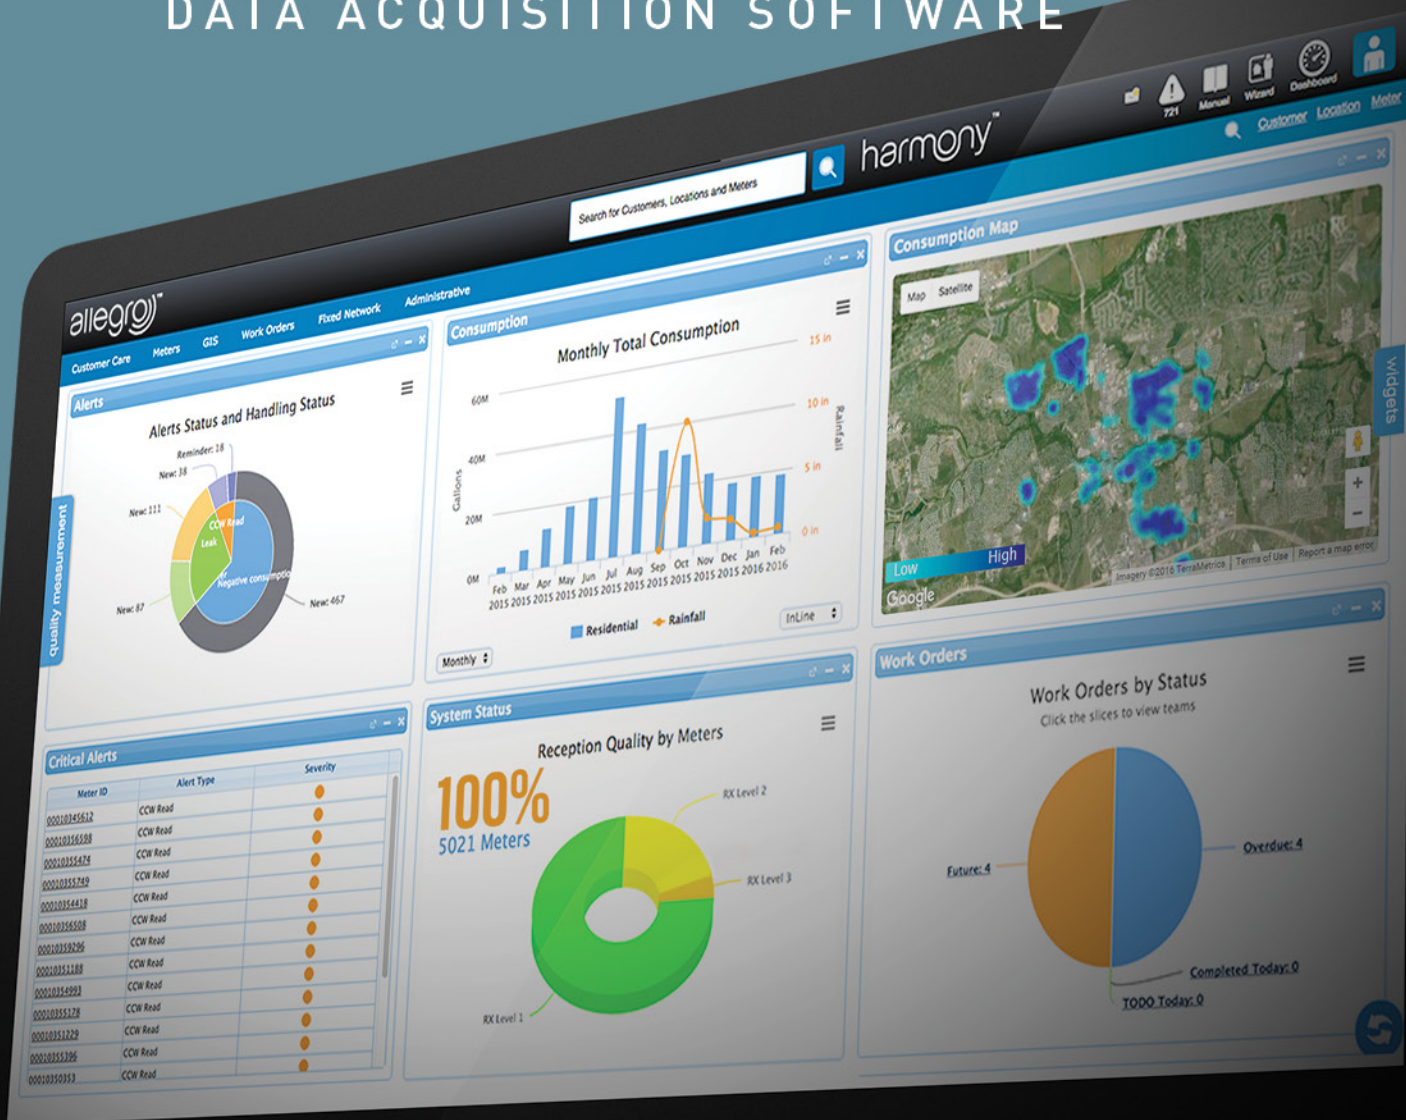 DATA ACQUISITION SOFTWARE
721
Manual
Wizard
Dashboard
harmony™
Search for Customers, Locations and Meters
Customer Location Meter
allegro™
Customer Care
Meters
GIS
Work Orders
Fixed Network
Administrative
quality measurement
Alerts
Alerts Status and Handling Status
Reminder: 18
New: 38
New: 111
CCW Read
Leak
Negative consumptio
New: 87
New: 467
Consumption
Monthly Total Consumption
60M
40M
20M
0M
Gallons
15 in
10 in
5 in
0 in
Rainfall
Feb 2015
Mar 2015
Apr 2015
May 2015
Jun 2015
Jul 2015
Aug 2015
Sep 2015
Oct 2015
Nov 2015
Dec 2015
Jan 2016
Feb 2016
Residential
Rainfall
InLine
Monthly
Consumption Map
Map Satellite
widgets
Low High
Google
Imagery ©2016 TerraMetrics
Terms of Use
Report a map error
Critical Alerts
Meter ID Alert Type Severity
00010345612 CCW Read
00010356598 CCW Read
00010355474 CCW Read
00010355749 CCW Read
00010354418 CCW Read
00010356508 CCW Read
00010359296 CCW Read
00010351188 CCW Read
00010354993 CCW Read
00010355178 CCW Read
00010351229 CCW Read
00010355396 CCW Read
00010350353 CCW Read
System Status
Reception Quality by Meters
100%
5021 Meters
RX Level 2
RX Level 3
RX Level 1
Work Orders
Work Orders by Status
Click the slices to view teams
Future: 4
Overdue: 4
Completed Today: 0
TODO Today: 0